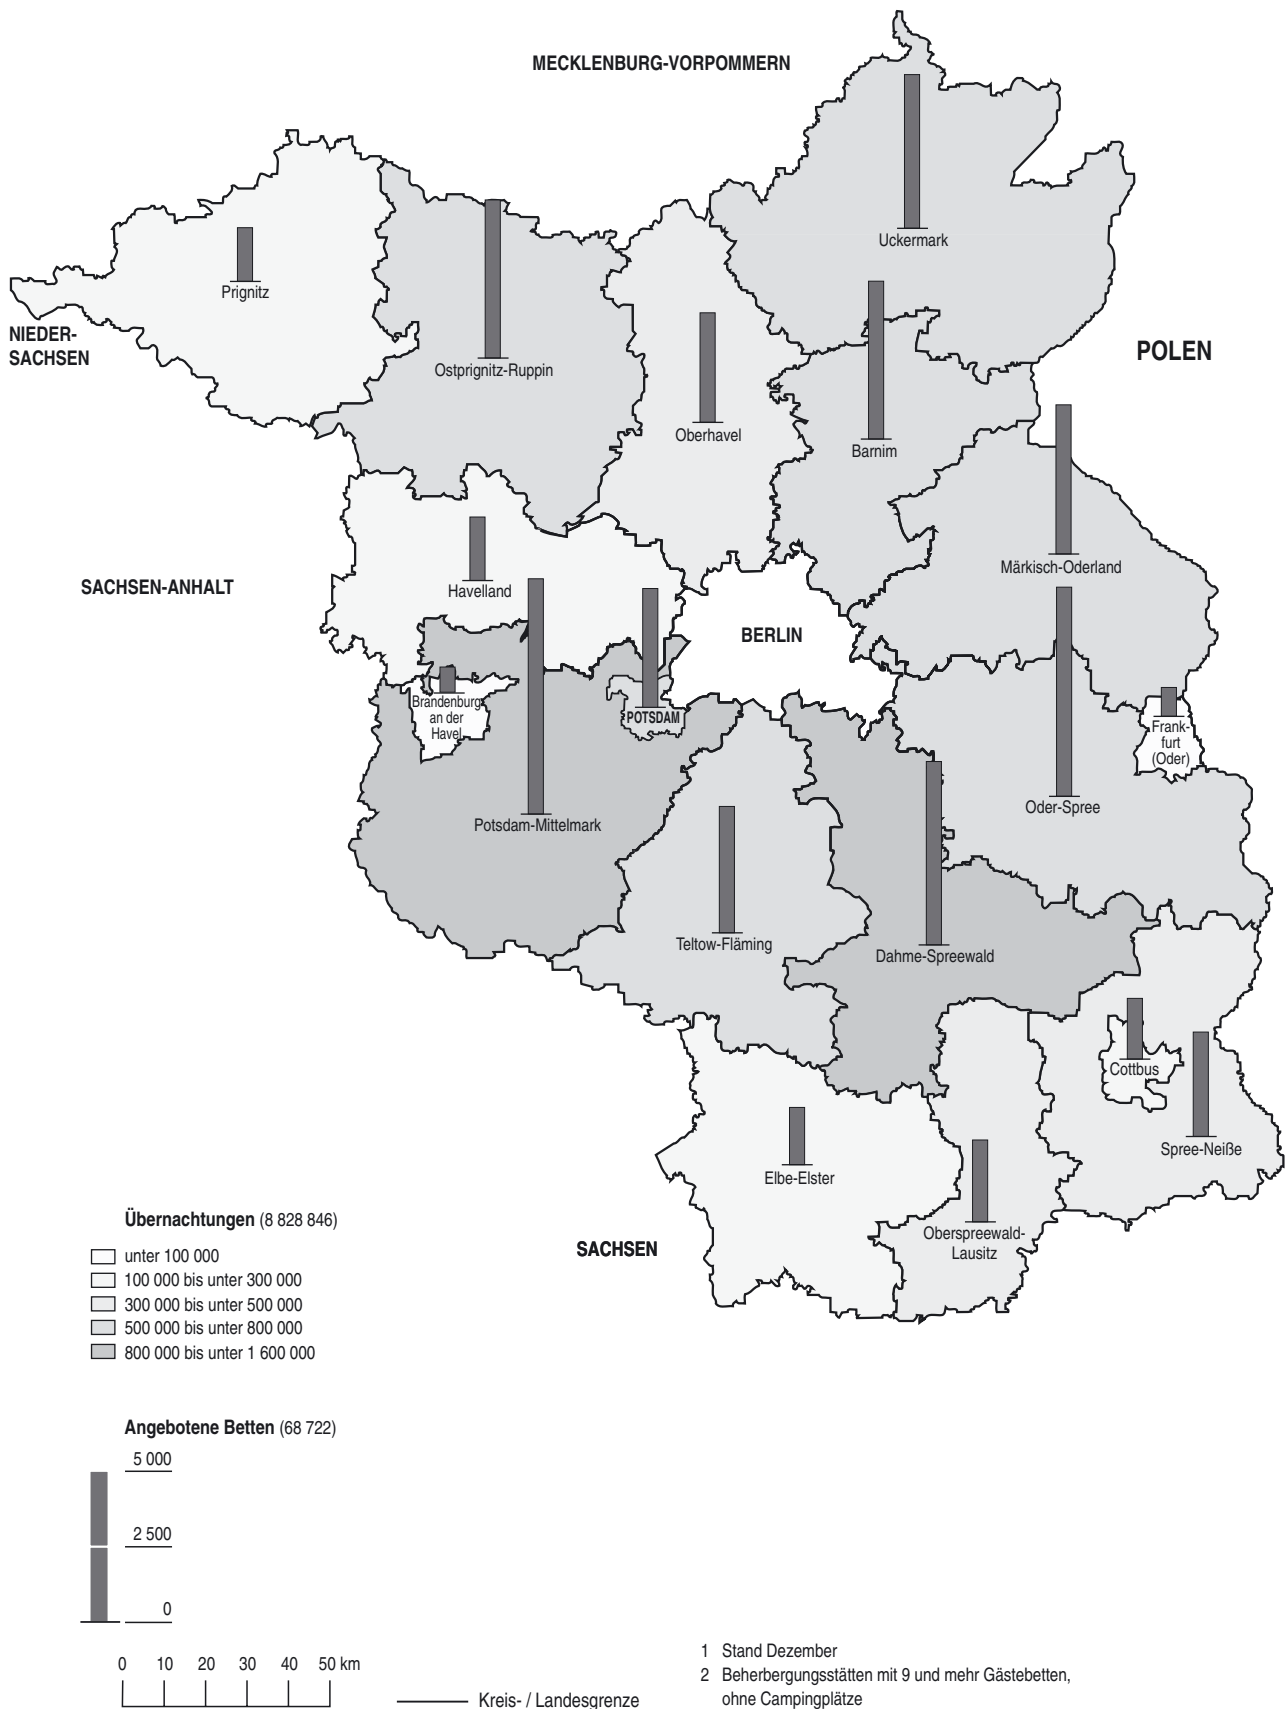 MECKLENBURG-VORPOMMERN
Uckermark
Prignitz
NIEDER-
SACHSEN
POLEN
Ostprignitz-Ruppin
Oberhavel
Barnim
Märkisch-Oderland
SACHSEN-ANHALT
Havelland
BERLIN
Brandenburg
an der
Havel
POTSDAM
Frank-
furt
(Oder)
Oder-Spree
Potsdam-Mittelmark
Teltow-Fläming
Dahme-Spreewald
Cottbus
Spree-Neiße
Elbe-Elster
Oberspreewald-
Lausitz
SACHSEN
Übernachtungen (8 828 846)
unter 100 000
100 000 bis unter 300 000
300 000 bis unter 500 000
500 000 bis unter 800 000
800 000 bis unter 1 600 000
Angebotene Betten (68 722)
5 000
2 500
0
0 10 20 30 40 50 km
Kreis- / Landesgrenze
1 Stand Dezember
2 Beherbergungsstätten mit 9 und mehr Gästebetten,
ohne Campingplätze